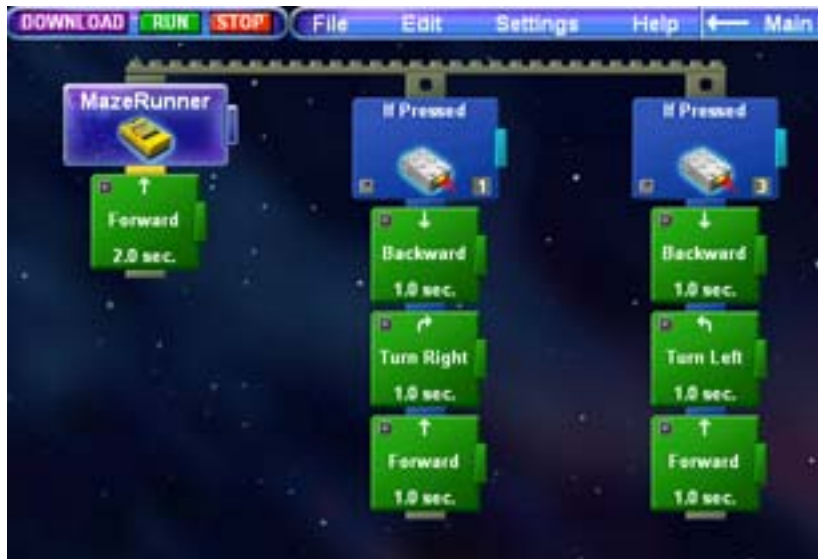 DOWNLOAD RUN STOP File Edit Settings Help Main
MazeRunner
Forward
2.0 sec.
If Pressed
1
Backward
1.0 sec.
Turn Right
1.0 sec.
Forward
1.0 sec.
If Pressed
3
Backward
1.0 sec.
Turn Left
1.0 sec.
Forward
1.0 sec.